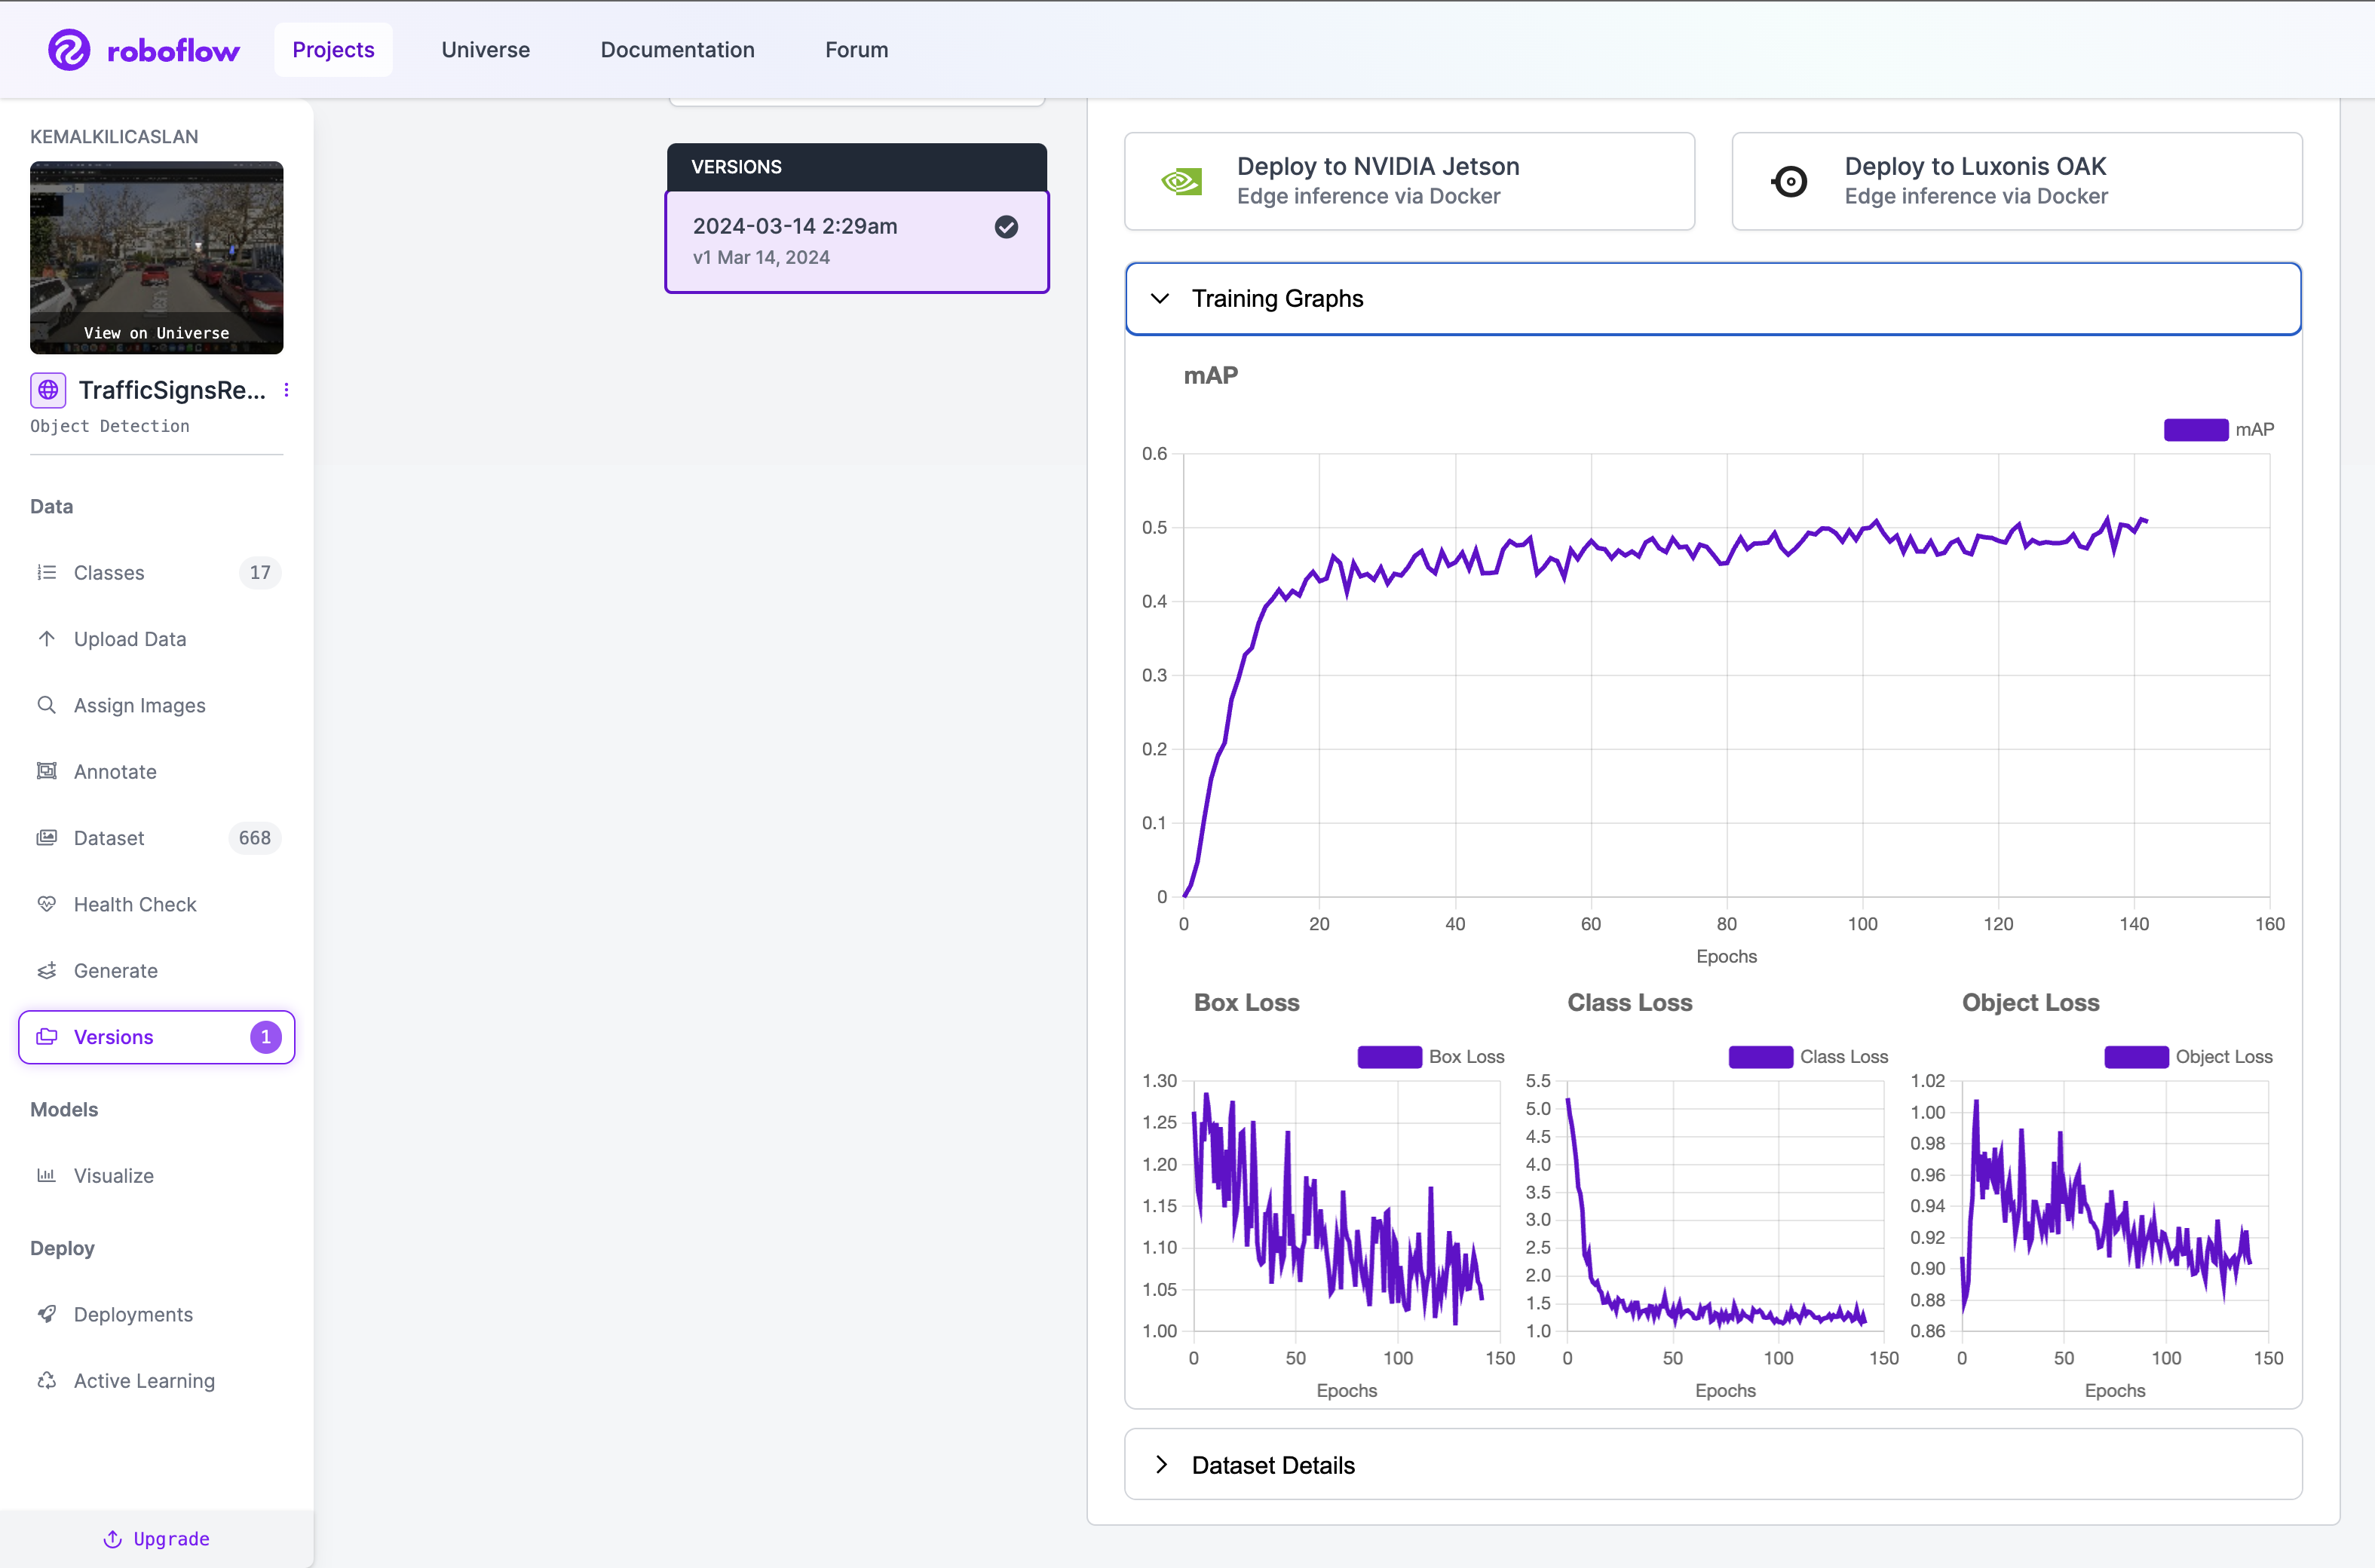 roboflow
Projects
Universe
Documentation
Forum
KEMALKILICASLAN
View on Universe
TrafficSignsRe...
Object Detection
Data
Classes 17
Upload Data
Assign Images
Annotate
Dataset 668
Health Check
Generate
Versions 1
Models
Visualize
Deploy
Deployments
Active Learning
Upgrade
VERSIONS
2024-03-14 2:29am
v1 Mar 14, 2024
Deploy to NVIDIA Jetson
Edge inference via Docker
Deploy to Luxonis OAK
Edge inference via Docker
Training Graphs
mAP
mAP
0.6
0.5
0.4
0.3
0.2
0.1
0
0 20 40 60 80 100 120 140 160
Epochs
Box Loss
Box Loss
1.30
1.25
1.20
1.15
1.10
1.05
1.00
0 50 100 150
Epochs
Class Loss
Class Loss
5.5
5.0
4.5
4.0
3.5
3.0
2.5
2.0
1.5
1.0
0 50 100 150
Epochs
Object Loss
Object Loss
1.02
1.00
0.98
0.96
0.94
0.92
0.90
0.88
0.86
0 50 100 150
Epochs
Dataset Details